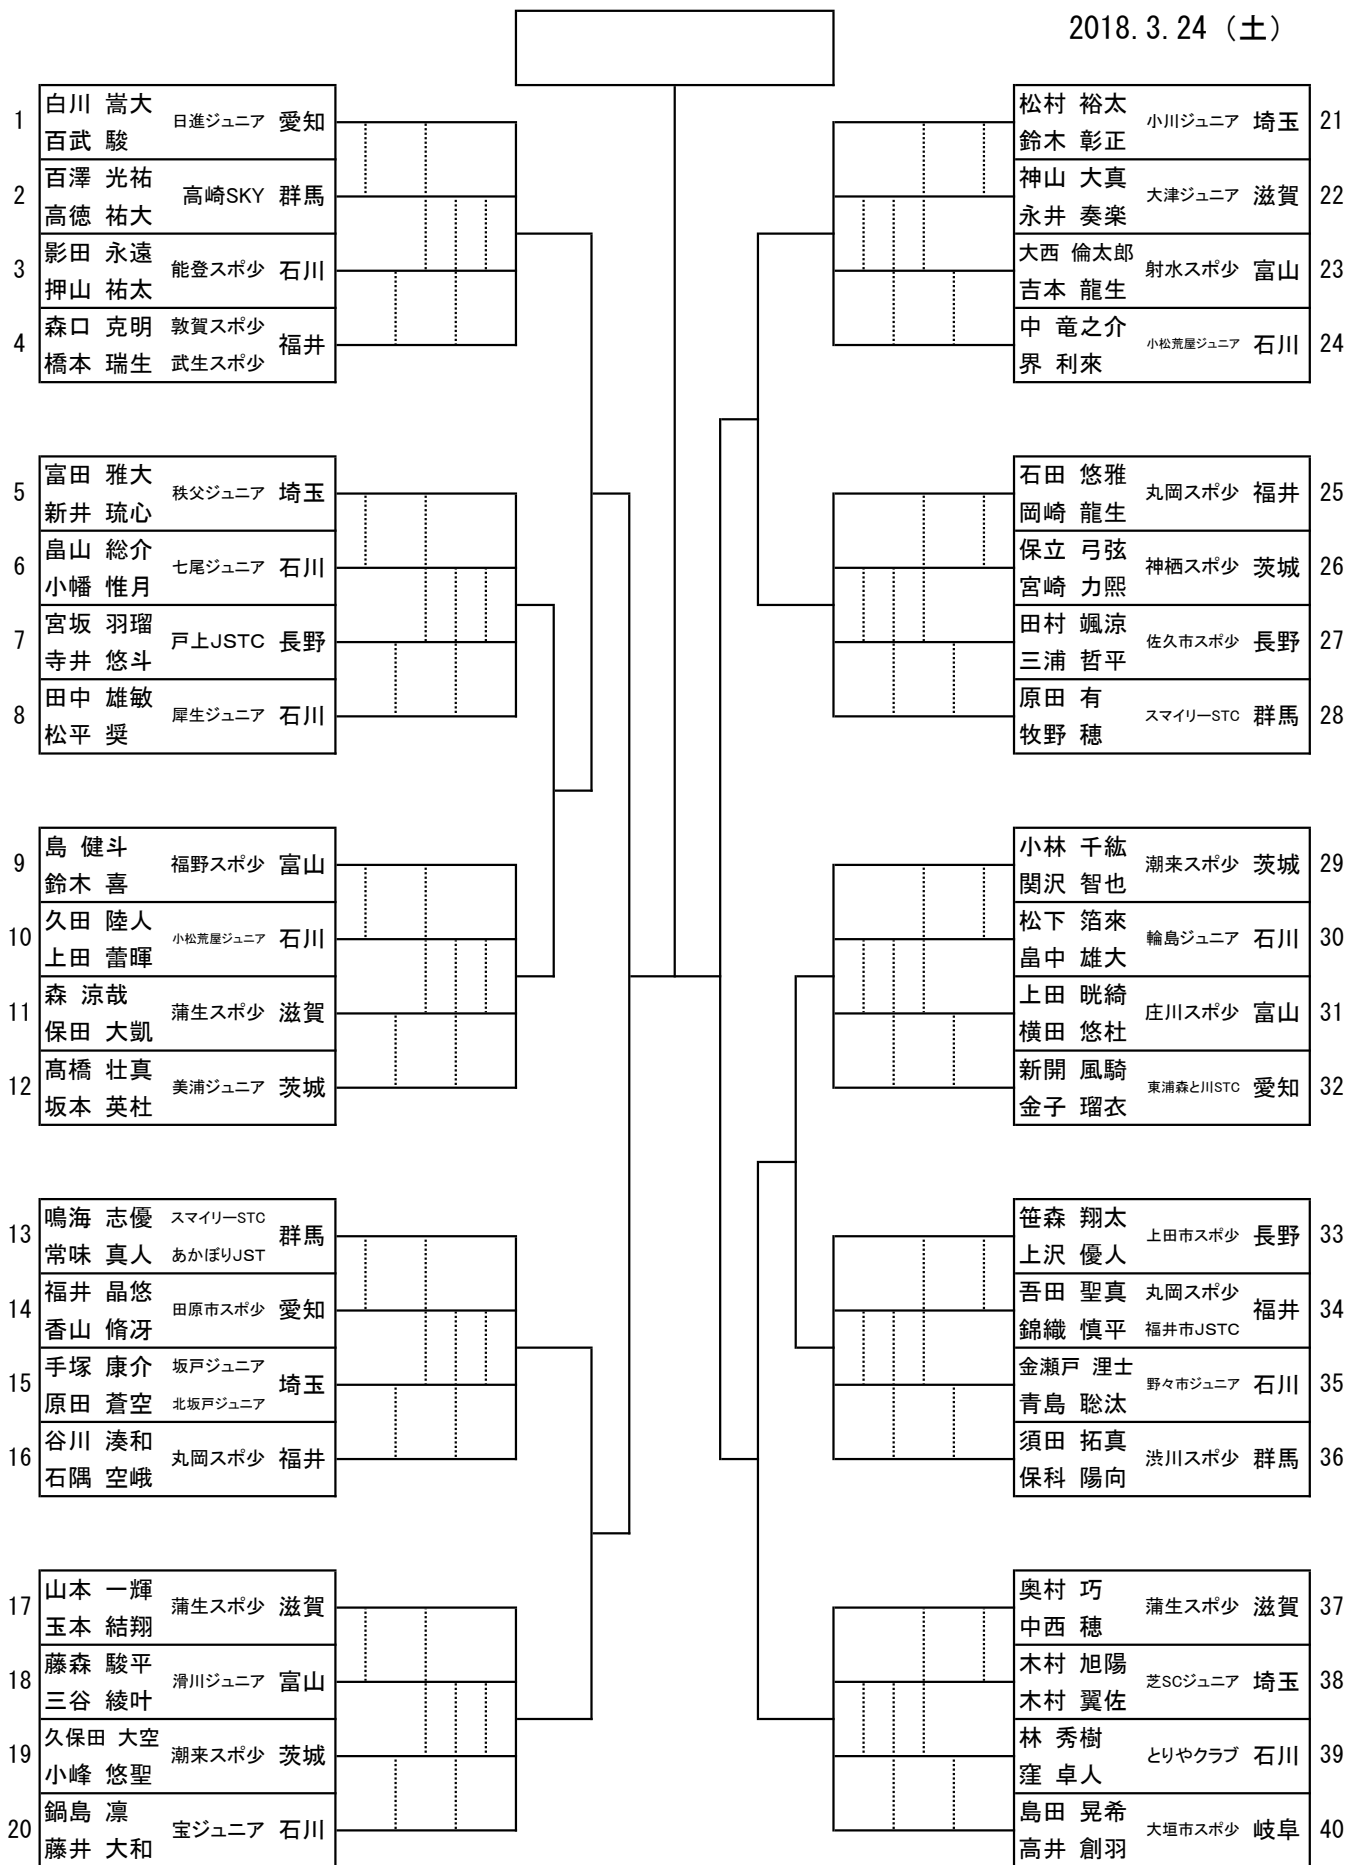 2018.3.24（土）
1 白川 嵩大 日進ジュニア 愛知
百武 駿
2 百澤 光祐 高崎SKY 群馬
高徳 祐大
3 影田 永遠 能登スポ少 石川
押山 祐太
4 森口 克明 敦賀スポ少 福井
橋本 瑞生 武生スポ少
5 富田 雅大 秩父ジュニア 埼玉
新井 琉心
6 畠山 総介 七尾ジュニア 石川
小幡 惟月
7 宮坂 羽瑠 戸上JSTC 長野
寺井 悠斗
8 田中 雄敏 犀生ジュニア 石川
松平 奨
9 島 健斗 福野スポ少 富山
鈴木 喜
10 久田 陸人 小松荒屋ジュニア 石川
上田 蕾暉
11 森 涼哉 蒲生スポ少 滋賀
保田 大凱
12 髙橋 壮真 美浦ジュニア 茨城
坂本 英杜
13 鳴海 志優 スマイリーSTC 群馬
常味 真人 あかぼりJST
14 福井 晶悠 田原市スポ少 愛知
香山 脩冴
15 手塚 康介 坂戸ジュニア 埼玉
原田 蒼空 北坂戸ジュニア
16 谷川 湊和 丸岡スポ少 福井
石隅 空峨
17 山本 一輝 蒲生スポ少 滋賀
玉本 結翔
18 藤森 駿平 滑川ジュニア 富山
三谷 綾叶
19 久保田 大空 潮来スポ少 茨城
小峰 悠聖
20 鍋島 凛 宝ジュニア 石川
藤井 大和
松村 裕太 小川ジュニア 埼玉 21
鈴木 彰正
神山 大真 大津ジュニア 滋賀 22
永井 奏楽
大西 倫太郎 射水スポ少 富山 23
吉本 龍生
中 竜之介 小松荒屋ジュニア 石川 24
界 利來
石田 悠雅 丸岡スポ少 福井 25
岡崎 龍生
保立 弓弦 神栖スポ少 茨城 26
宮崎 力熙
田村 颯涼 佐久市スポ少 長野 27
三浦 哲平
原田 有 スマイリーSTC 群馬 28
牧野 穂
小林 千紘 潮来スポ少 茨城 29
関沢 智也
松下 箔來 輪島ジュニア 石川 30
畠中 雄大
上田 晄綺 庄川スポ少 富山 31
横田 悠杜
新開 風騎 東浦森と川STC 愛知 32
金子 瑠衣
笹森 翔太 上田市スポ少 長野 33
上沢 優人
吾田 聖真 丸岡スポ少 福井 34
錦織 慎平 福井市JSTC
金瀬戸 浬士 野々市ジュニア 石川 35
青島 聡汰
須田 拓真 渋川スポ少 群馬 36
保科 陽向
奥村 巧 蒲生スポ少 滋賀 37
中西 穂
木村 旭陽 芝SCジュニア 埼玉 38
木村 翼佐
林 秀樹 とりやクラブ 石川 39
窪 卓人
島田 晃希 大垣市スポ少 岐阜 40
高井 創羽